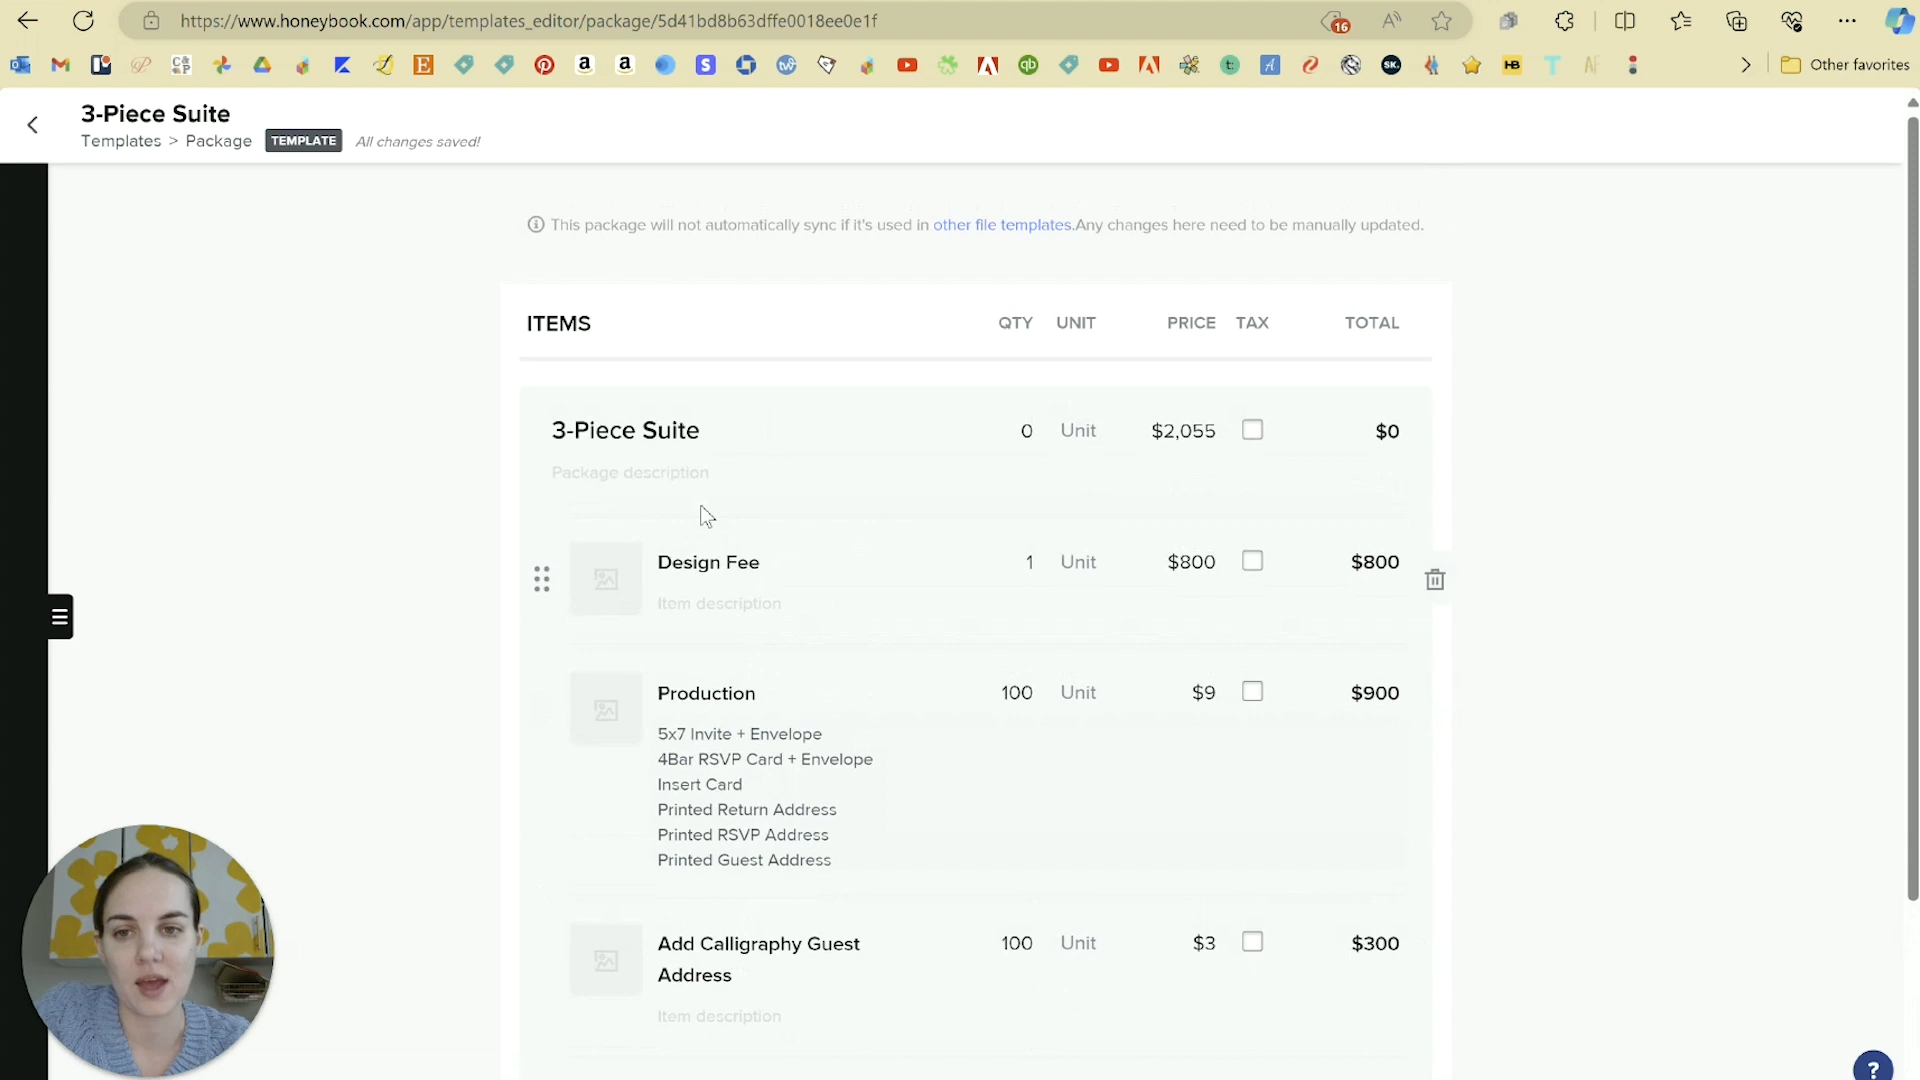 https://www.honeybook.com/app/templates_editor/package/5d41bd8b63dffe0018ee0e1f
16
Other favorites
3-Piece Suite
Templates > Package TEMPLATE All changes saved!
This package will not automatically sync if it's used in other file templates.Any changes here need to be manually updated.
ITEMS QTY UNIT PRICE TAX TOTAL
3-Piece Suite 0 Unit $2,055 $0
Package description
Design Fee 1 Unit $800 $800
Item description
Production 100 Unit $9 $900
5x7 Invite + Envelope
4Bar RSVP Card + Envelope
Insert Card
Printed Return Address
Printed RSVP Address
Printed Guest Address
Add Calligraphy Guest 100 Unit $3 $300
Address
Item description
?